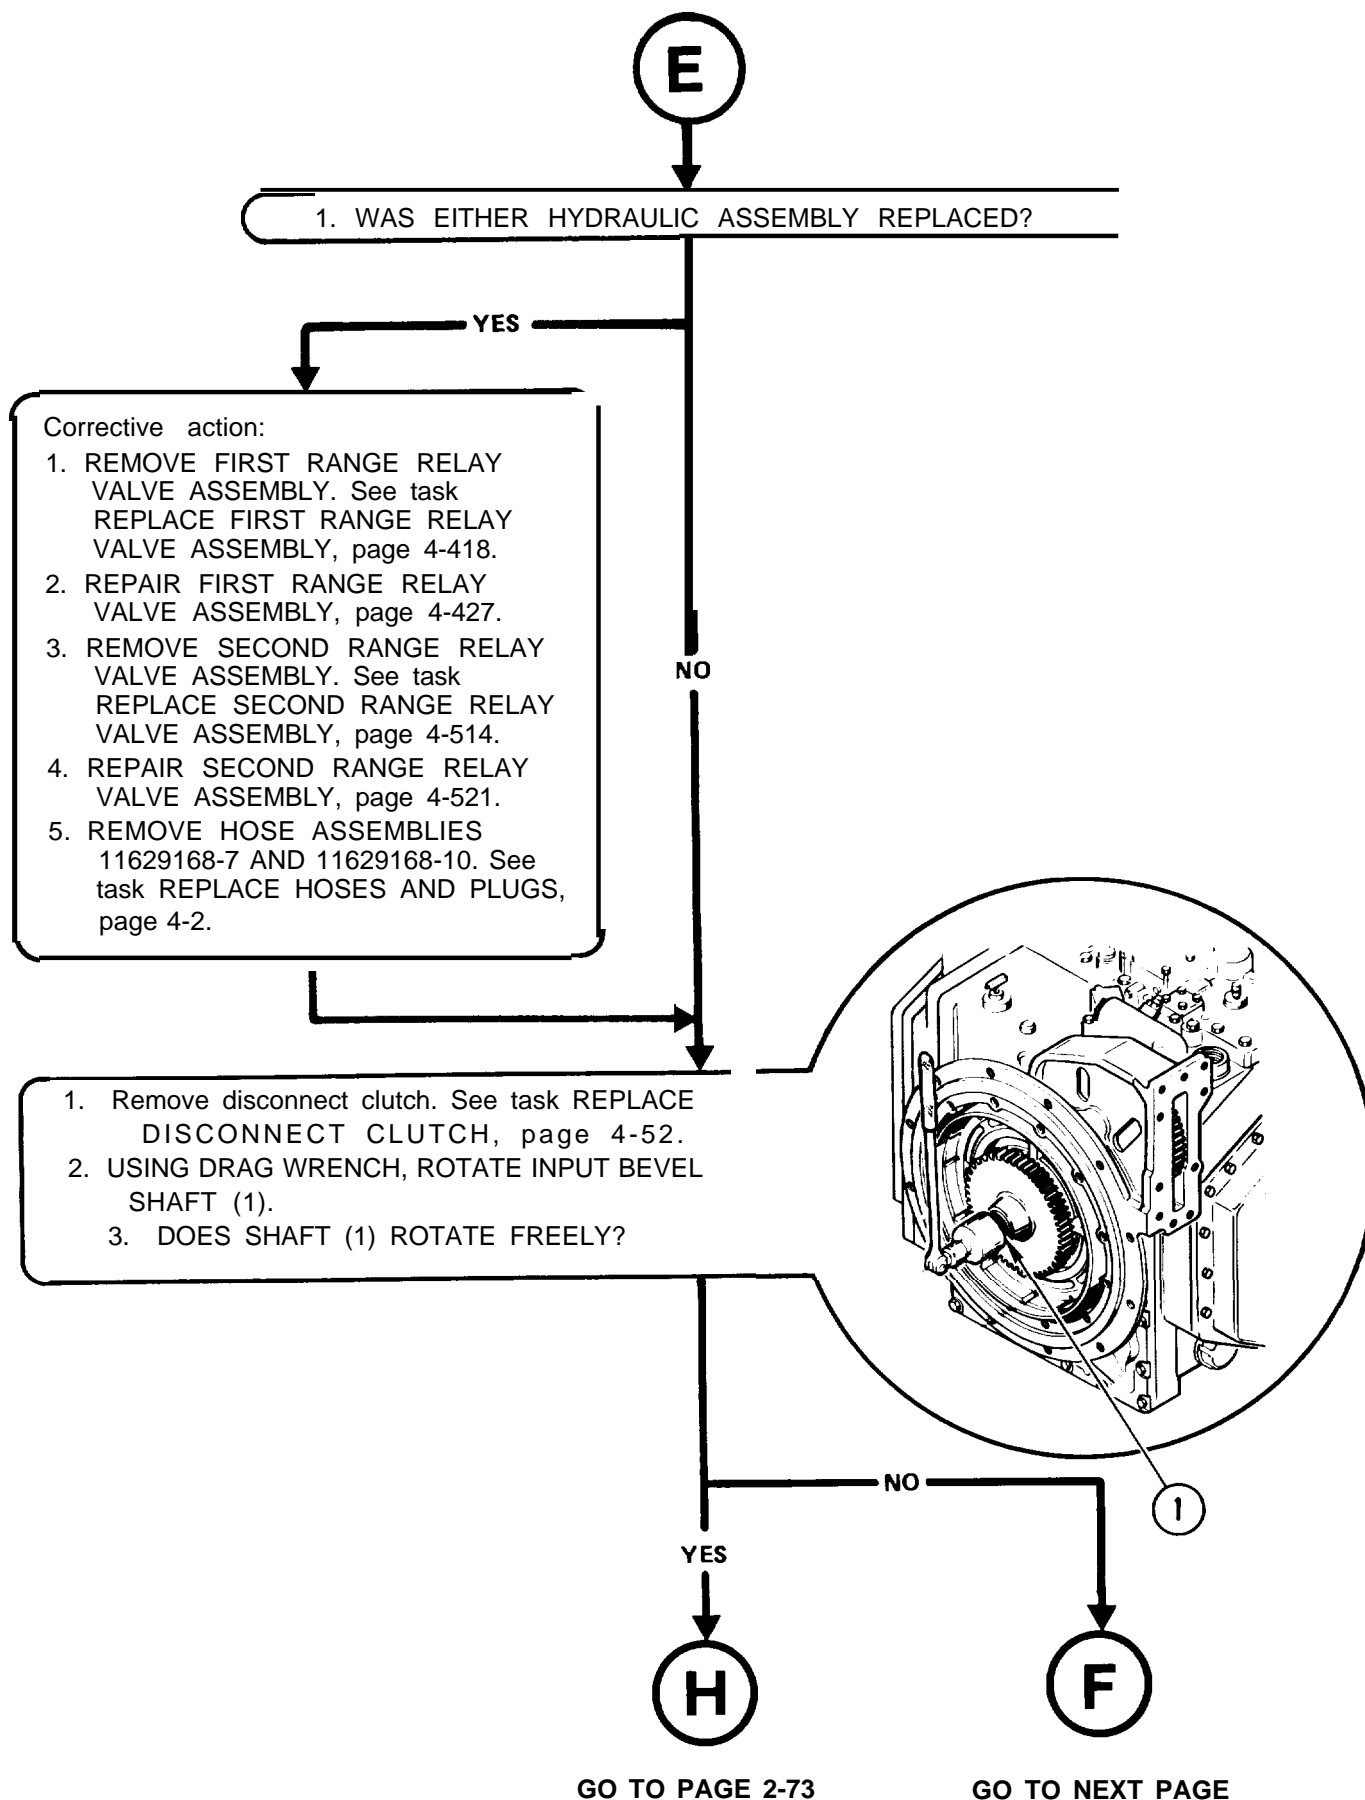 E
1. WAS EITHER HYDRAULIC ASSEMBLY REPLACED?
YES
Corrective action:
1. REMOVE FIRST RANGE RELAY
VALVE ASSEMBLY. See task
REPLACE FIRST RANGE RELAY
VALVE ASSEMBLY, page 4-418.
2. REPAIR FIRST RANGE RELAY
VALVE ASSEMBLY, page 4-427.
3. REMOVE SECOND RANGE RELAY
VALVE ASSEMBLY. See task
REPLACE SECOND RANGE RELAY
VALVE ASSEMBLY, page 4-514.
4. REPAIR SECOND RANGE RELAY
VALVE ASSEMBLY, page 4-521.
5. REMOVE HOSE ASSEMBLIES
11629168-7 AND 11629168-10. See
task REPLACE HOSES AND PLUGS,
page 4-2.
NO
1. Remove disconnect clutch. See task REPLACE
DISCONNECT CLUTCH, page 4-52.
2. USING DRAG WRENCH, ROTATE INPUT BEVEL
SHAFT (1).
3. DOES SHAFT (1) ROTATE FREELY?
1
NO
YES
H
F
GO TO PAGE 2-73
GO TO NEXT PAGE